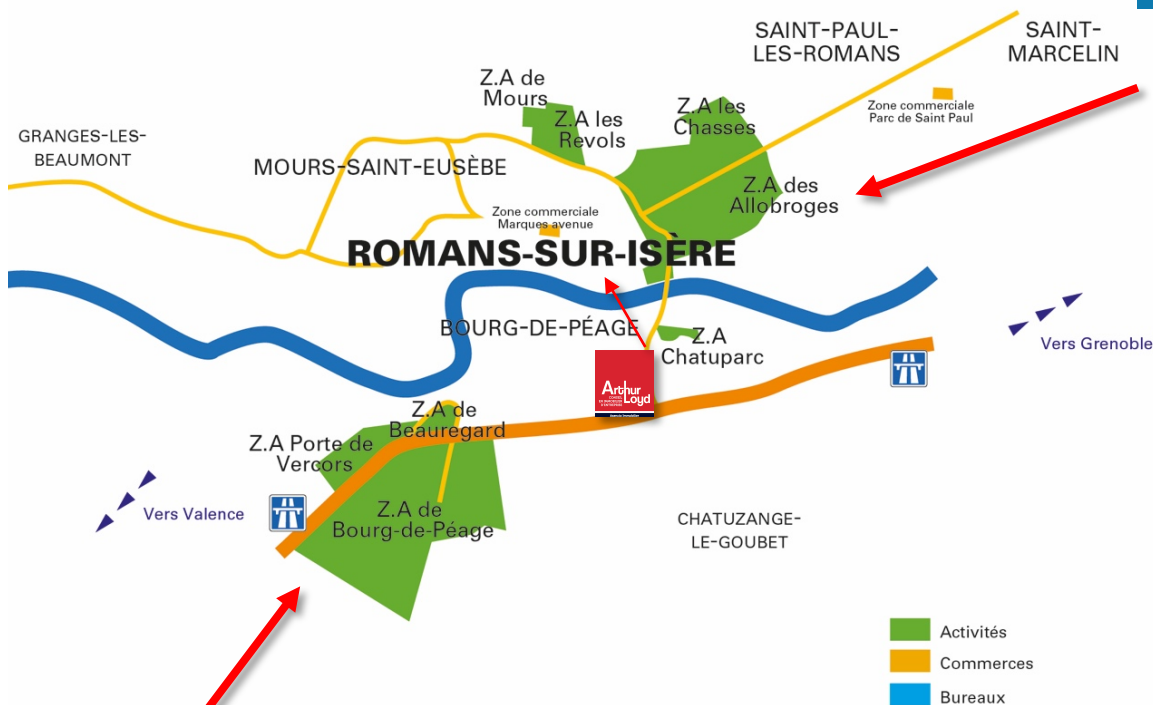 SAINT-PAUL-
LES-ROMANS
SAINT-
MARCELIN
Z.A de
Mours
Z.A les
Revols
Z.A les
Chasses
Zone commerciale
Parc de Saint Paul
GRANGES-LES-
BEAUMONT
MOURS-SAINT-EUSÈBE
Z.A des
Allobroges
Zone commerciale
Marques avenue
ROMANS-SUR-ISÈRE
BOURG-DE-PÉAGE
Z.A
Chatuparc
Vers Grenoble
Arthur
Loyd
Z.A de
Beauregard
Z.A Porte de
Vercors
Vers Valence
Z.A de
Bourg-de-Péage
CHATUZANGE-
LE-GOUBET
Activités
Commerces
Bureaux